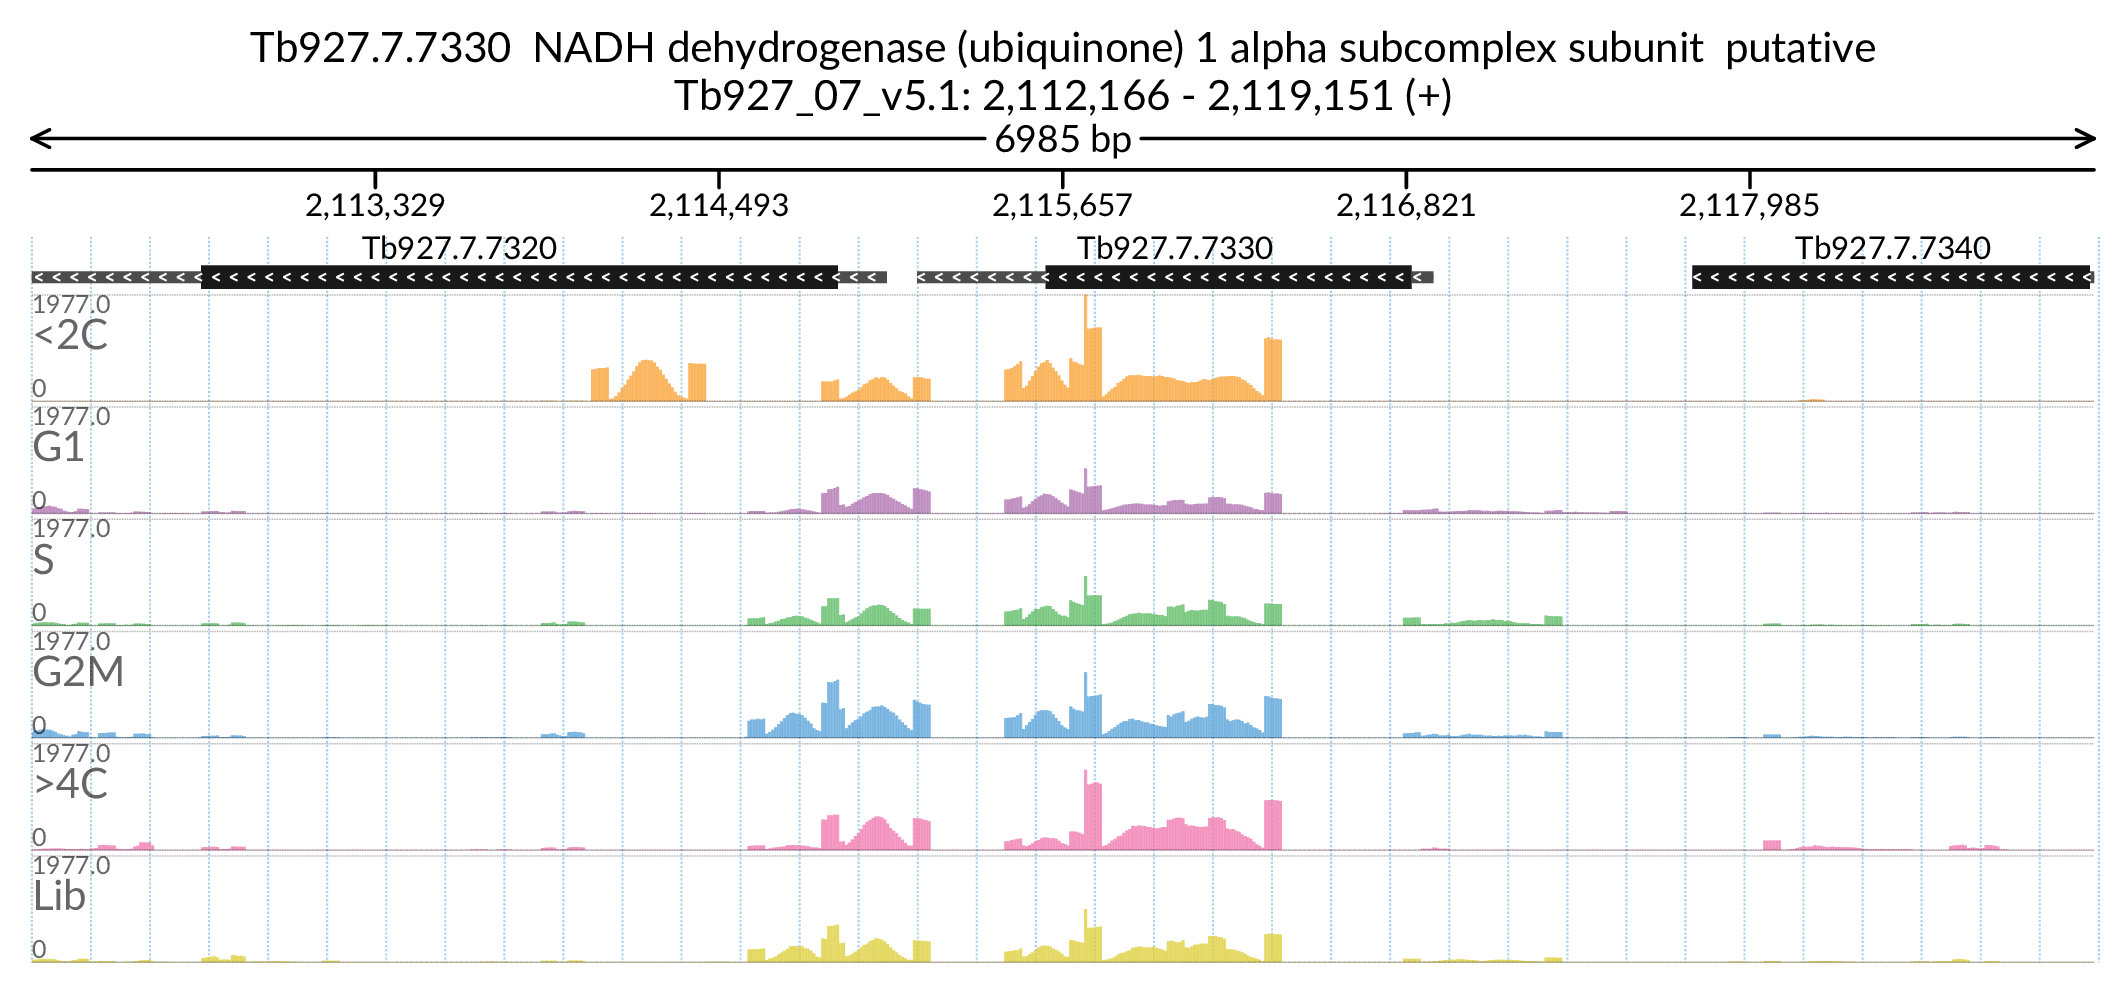 Tb927.7.7330  NADH dehydrogenase (ubiquinone) 1 alpha subcomplex subunit  putative
Tb927_07_v5.1: 2,112,166 - 2,119,151 (+)
6985 bp
2,113,329 2,114,493 2,115,657 2,116,821 2,117,985
Tb927.7.7320 Tb927.7.7330 Tb927.7.7340
1977.0
<2C
0
1977.0
G1
0
1977.0
S
0
1977.0
G2M
0
1977.0
>4C
0
1977.0
Lib
0